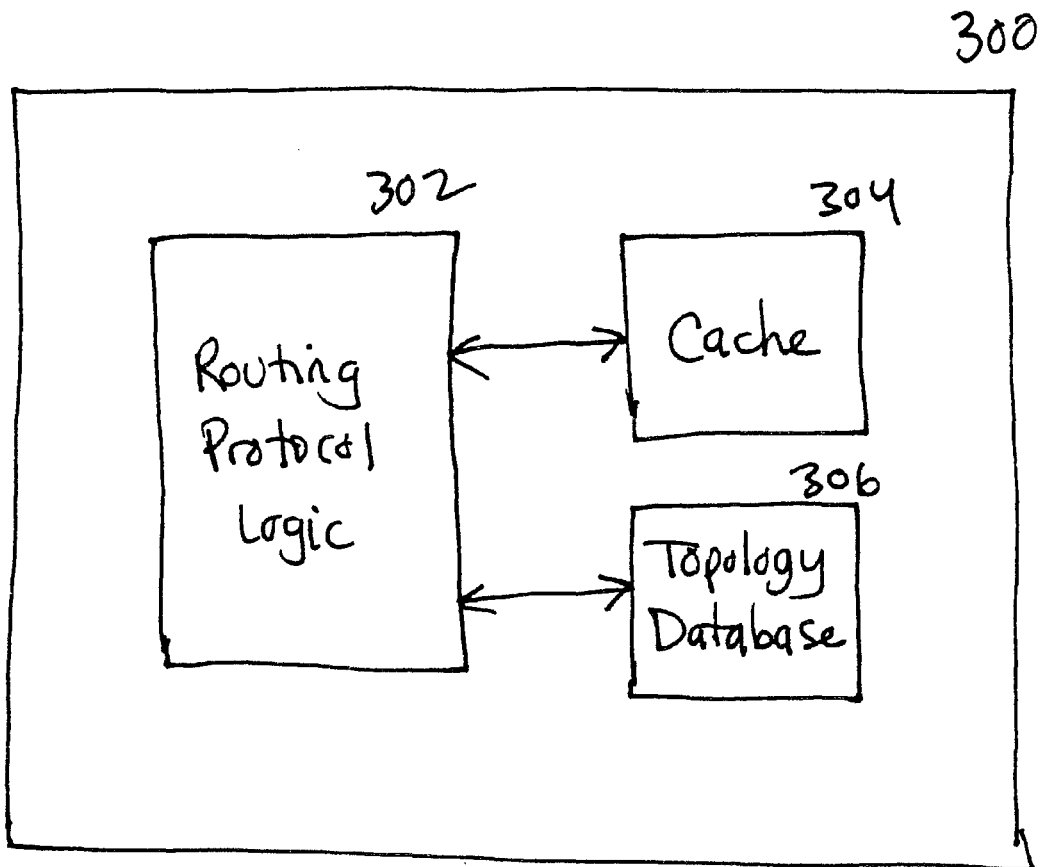 300
302
304
Routing
Protocol
Logic
Cache
306
Topology
Database